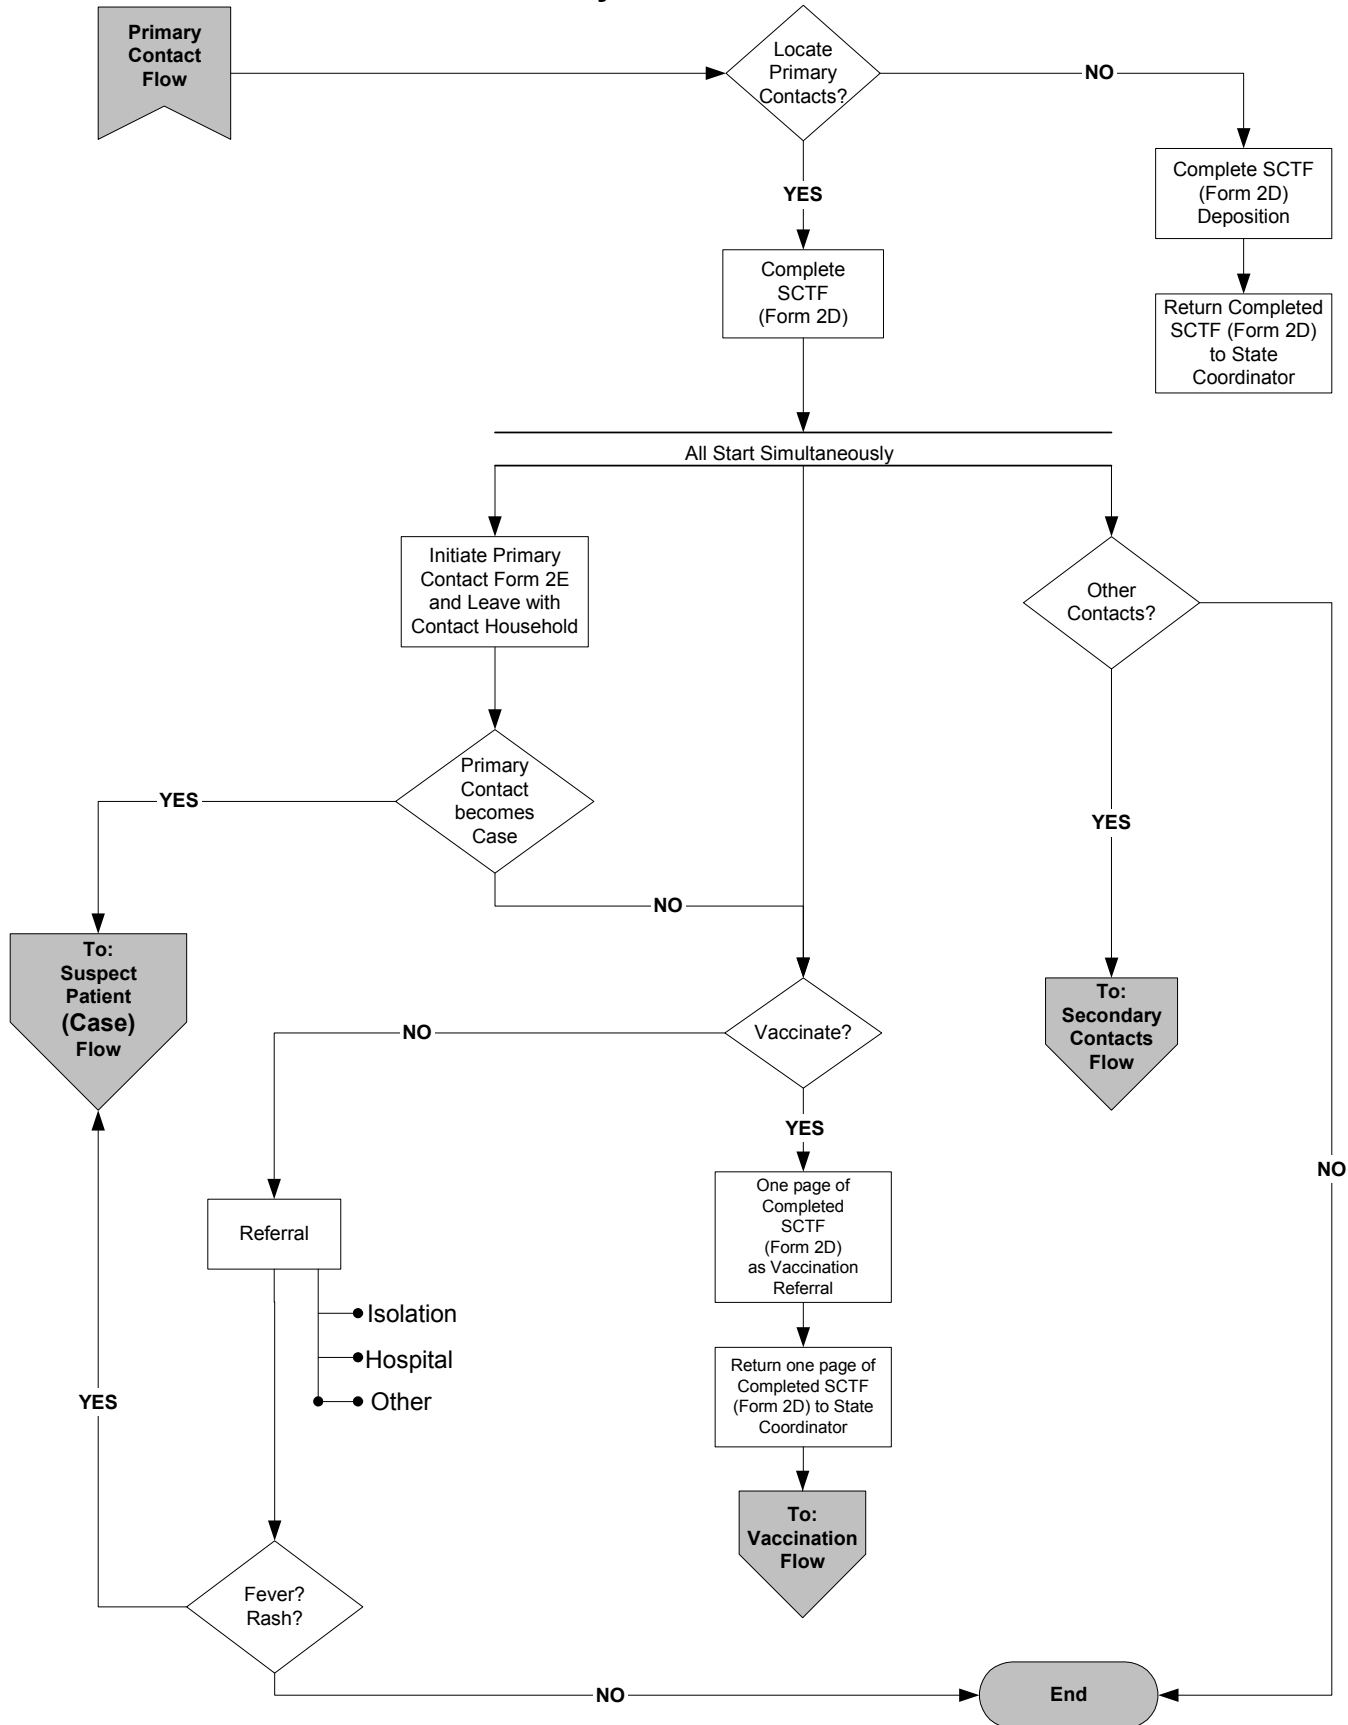 Primary
Contact
Flow
Locate
Primary
Contacts?
NO
YES
Complete SCTF
(Form 2D)
Deposition
Complete
SCTF
(Form 2D)
Return Completed
SCTF (Form 2D)
to State
Coordinator
All Start Simultaneously
Initiate Primary
Contact Form 2E
and Leave with
Contact Household
Other
Contacts?
Primary
Contact
becomes
Case
YES
YES
NO
To:
Suspect
Patient
(Case)
Flow
To:
Secondary
Contacts
Flow
Vaccinate?
NO
YES
NO
One page of
Completed
SCTF
(Form 2D)
as Vaccination
Referral
Referral
Isolation
Hospital
Other
Return one page of
Completed SCTF
(Form 2D) to State
Coordinator
YES
To:
Vaccination
Flow
Fever?
Rash?
NO
End